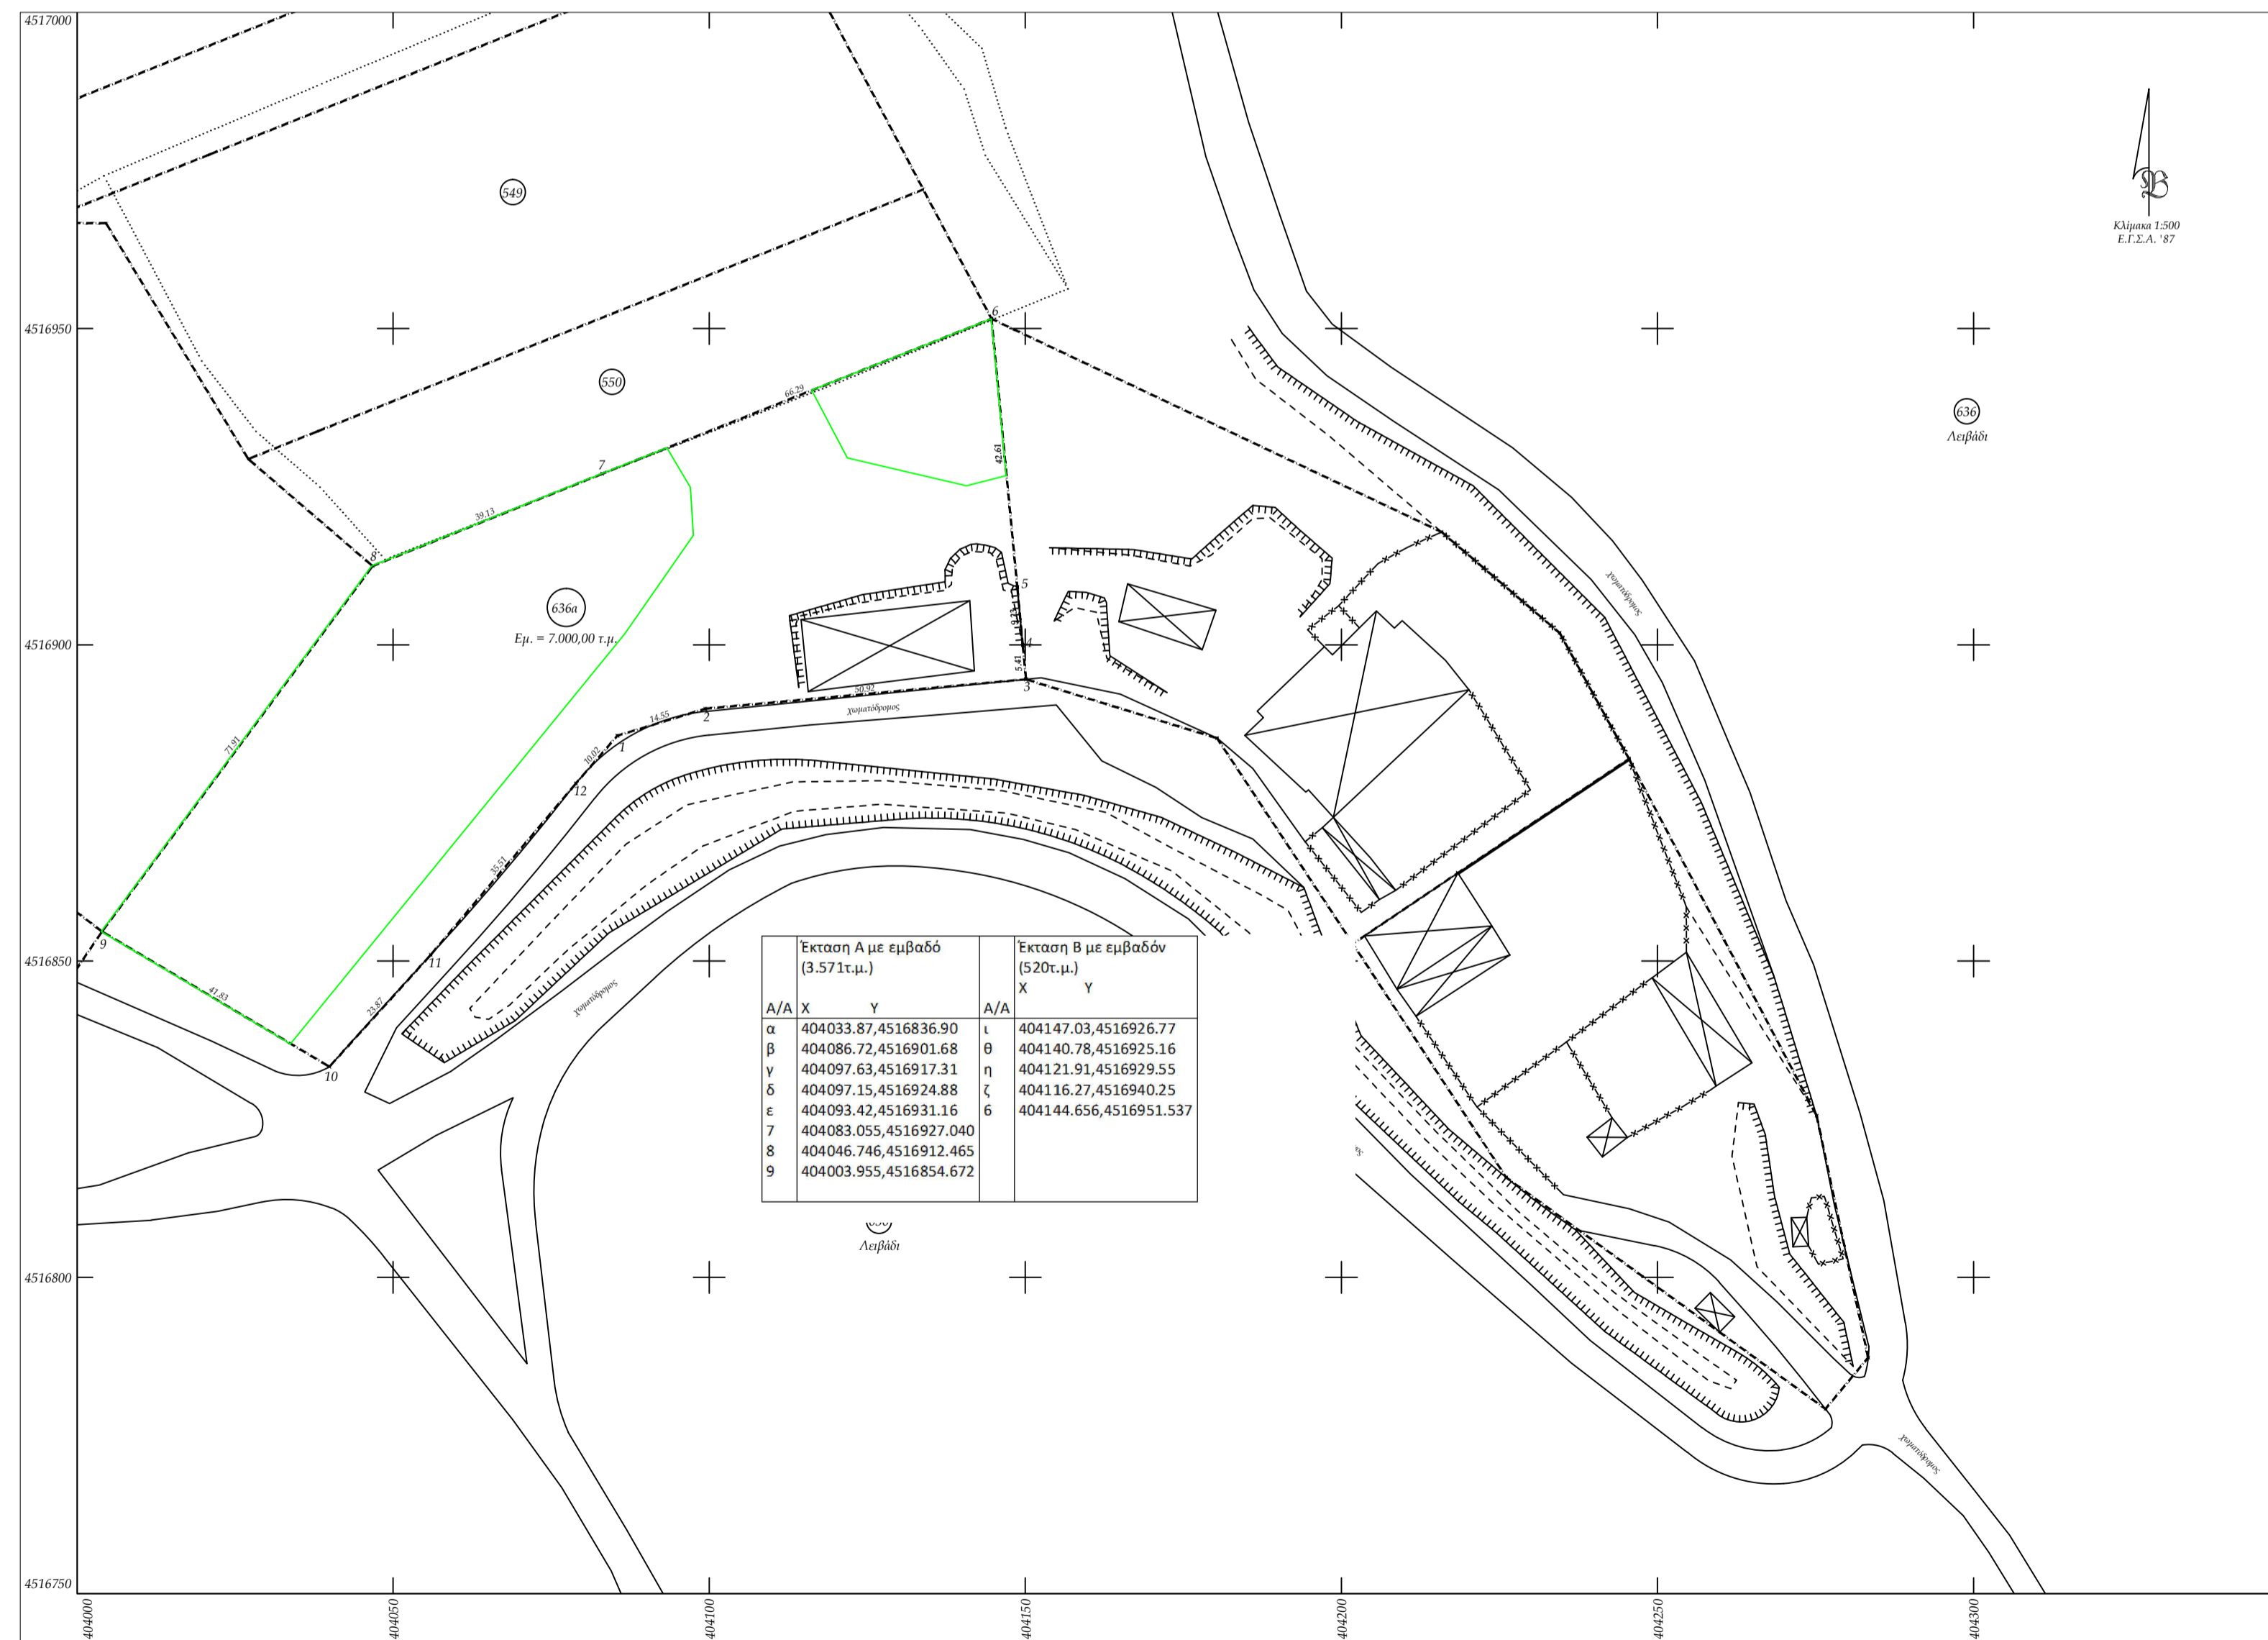 4517000
549
Κλίμακα 1:500
Ε.Γ.Σ.Α. '87
6
4516950
550
66.29
636
Λειβάδι
42.61
7
39.13
8
χωματόδρομος
5
636α
Εμ. = 7.000,00 τ.μ.
9.23
4
4516900
5.41
3
50.92
2
14.55
χωματόδρομος
1
10.02
71.91
12
35.51
9
11
4516850
41.83
23.87
χωματόδρομος
10
Έκταση Α με εμβαδό
(3.571τ.μ.)
Έκταση Β με εμβαδόν
(520τ.μ.)
Α/Α X Y Α/Α X Y
α 404033.87,4516836.90 ι 404147.03,4516926.77
β 404086.72,4516901.68 θ 404140.78,4516925.16
γ 404097.63,4516917.31 η 404121.91,4516929.55
δ 404097.15,4516924.88 ζ 404116.27,4516940.25
ε 404093.42,4516931.16 6 404144.656,4516951.537
7 404083.055,4516927.040
8 404046.746,4516912.465
9 404003.955,4516854.672
Λειβάδι
4516800
χωματόδρομος
4516750
404000
404050
404100
404150
404200
404250
404300